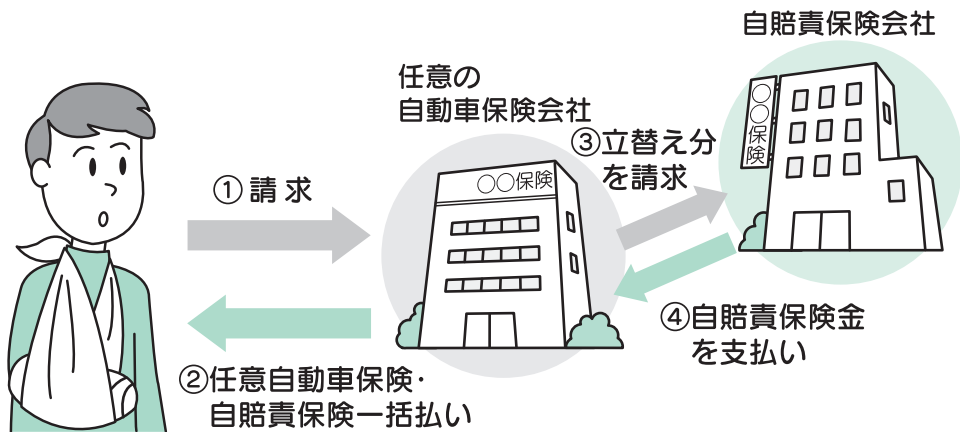 自賠責保険会社
任意の
自動車保険会社
○○保険
○○保険
③立替え分
を請求
①請求
④自賠責保険金
を支払い
②任意自動車保険・
自賠責保険一括払い